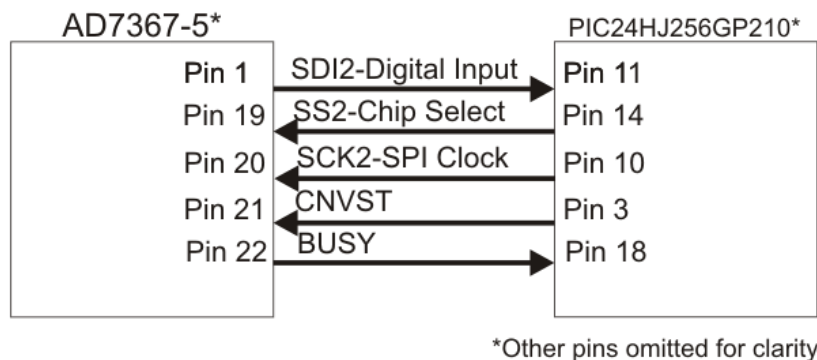 AD7367-5*
PIC24HJ256GP210*
Pin 1 SDI2-Digital Input Pin 11
Pin 19 SS2-Chip Select Pin 14
Pin 20 SCK2-SPI Clock Pin 10
Pin 21 CNVST Pin 3
Pin 22 BUSY Pin 18
*Other pins omitted for clarity